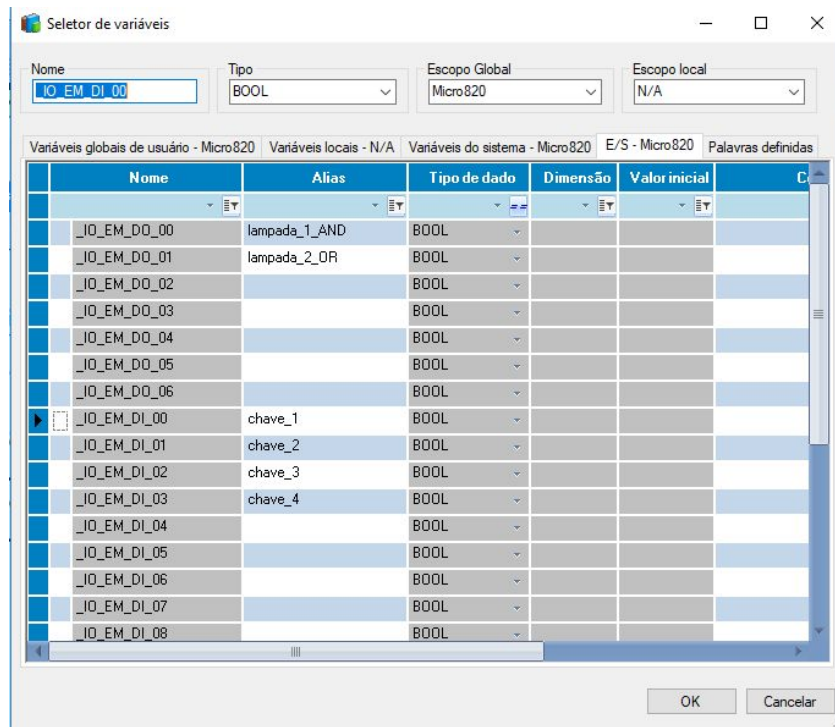 Seletor de variáveis
Nome Tipo Escopo Global Escopo local
_IO_EM_DI_00 BOOL Micro820 N/A
Variáveis globais de usuário - Micro820 Variáveis locais - N/A Variáveis do sistema - Micro820 E/S - Micro820 Palavras definidas
Nome Alias Tipo de dado Dimensão Valor inicial
_IO_EM_DO_00 lampada_1_AND BOOL
_IO_EM_DO_01 lampada_2_OR BOOL
_IO_EM_DO_02 BOOL
_IO_EM_DO_03 BOOL
_IO_EM_DO_04 BOOL
_IO_EM_DO_05 BOOL
_IO_EM_DO_06 BOOL
_IO_EM_DI_00 chave_1 BOOL
_IO_EM_DI_01 chave_2 BOOL
_IO_EM_DI_02 chave_3 BOOL
_IO_EM_DI_03 chave_4 BOOL
_IO_EM_DI_04 BOOL
_IO_EM_DI_05 BOOL
_IO_EM_DI_06 BOOL
_IO_EM_DI_07 BOOL
_IO_EM_DI_08 BOOL
OK Cancelar